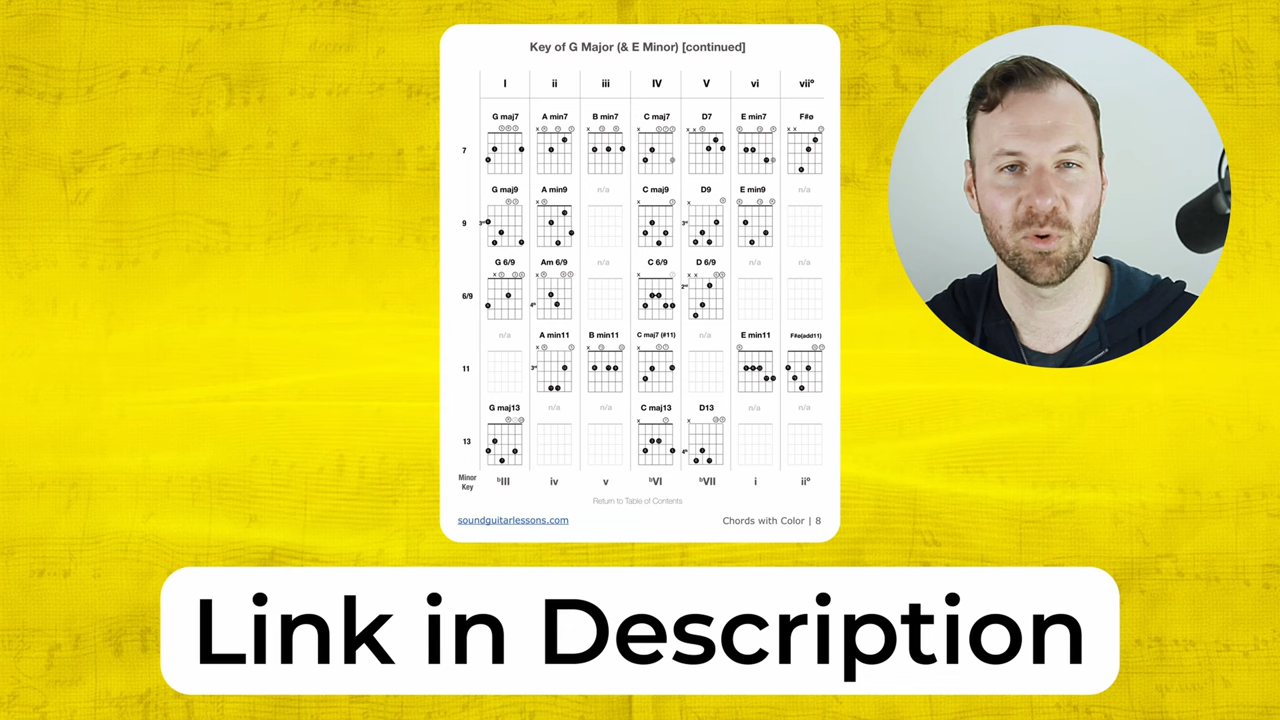 Key of G Major (& E Minor) [continued]
I ii iii IV V vi vii°
G maj7 A min7 B min7 C maj7 D7 E min7 F#ø
7
G maj9 A min9 n/a C maj9 D9 E min9 n/a
9
G 6/9 Am 6/9 n/a C 6/9 D 6/9 n/a n/a
6/9
n/a A min11 B min11 C maj7 (#11) n/a E min11 F#ø(add11)
11
G maj13 n/a n/a C maj13 D13 n/a n/a
13
Minor Key ᵇIII iv v ᵇVI ᵇVII i ii°
Return to Table of Contents
soundguitarlessons.com Chords with Color | 8
Link in Description